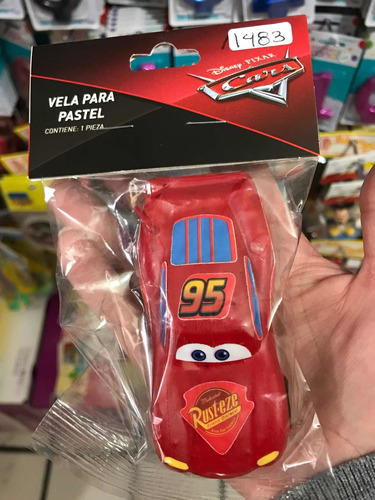 1483
Disney · PIXAR
Cars
VELA PARA
PASTEL
CONTIENE: 1 PIEZA
95
Rust-eze